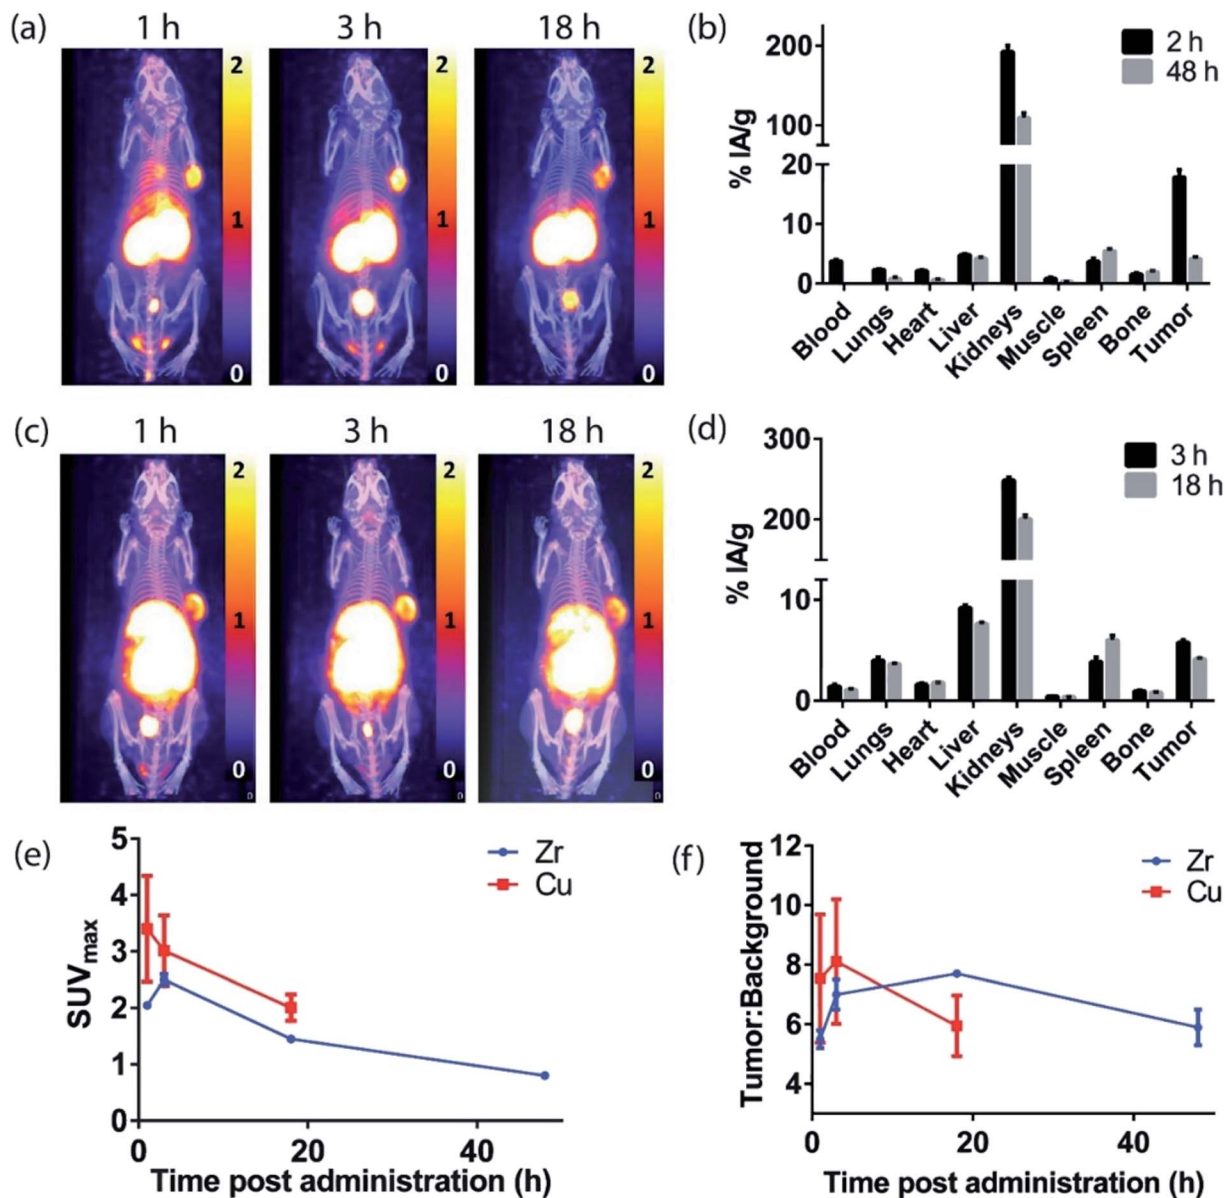 (a)
1 h
3 h
18 h
2
1
0
2
1
0
2
1
0
(b)
% IA/g
200
100
20
10
0
2 h
48 h
Blood
Lungs
Heart
Liver
Kidneys
Muscle
Spleen
Bone
Tumor
(c)
1 h
3 h
18 h
2
1
0
0
2
1
0
0
2
1
0
0
(d)
% IA/g
300
200
10
0
3 h
18 h
Blood
Lungs
Heart
Liver
Kidneys
Muscle
Spleen
Bone
Tumor
(e)
SUVmax
5
4
3
2
1
0
Zr
Cu
0
20
40
Time post administration (h)
(f)
Tumor:Background
12
10
8
6
4
Zr
Cu
0
20
40
Time post administration (h)